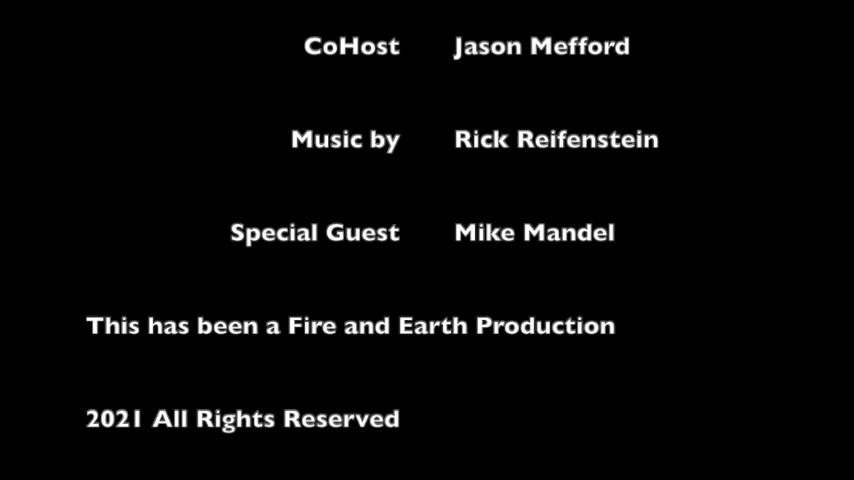 CoHost Jason Mefford
Music by Rick Reifenstein
Special Guest Mike Mandel
This has been a Fire and Earth Production
2021 All Rights Reserved